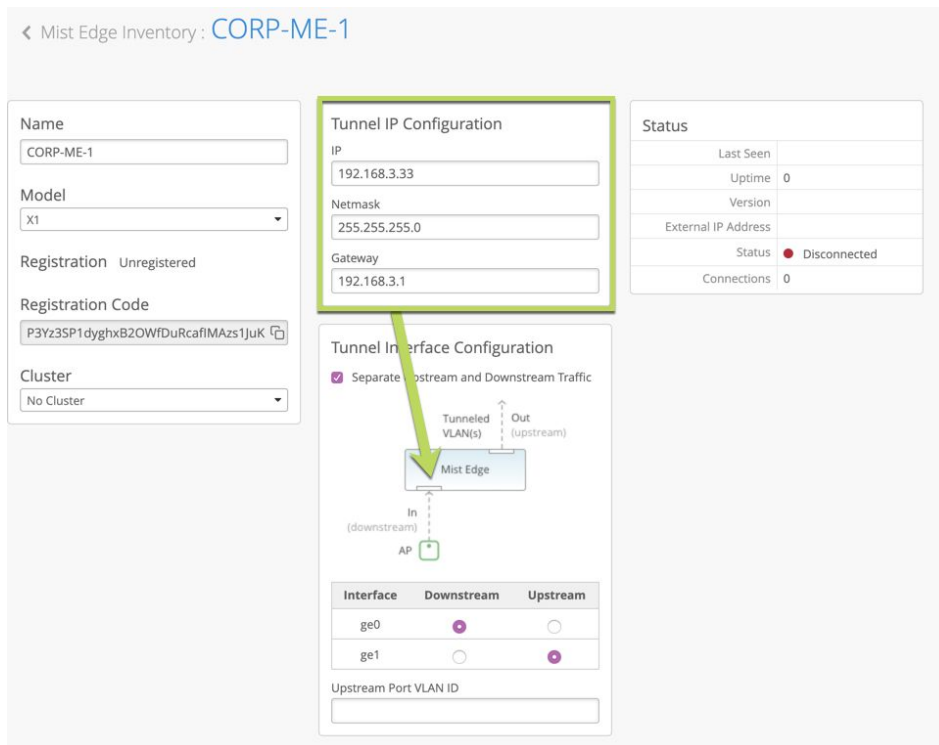 Mist Edge Inventory : CORP-ME-1
Name
CORP-ME-1
Model
X1
Registration Unregistered
Registration Code
P3Yz3SP1dyghxB2OWfDuRcafIMAzs1JuK
Cluster
No Cluster
Tunnel IP Configuration
IP
192.168.3.33
Netmask
255.255.255.0
Gateway
192.168.3.1
Tunnel Interface Configuration
Separate Upstream and Downstream Traffic
Tunneled
VLAN(s)
Out
(upstream)
Mist Edge
In
(downstream)
AP
Interface Downstream Upstream
ge0
ge1
Upstream Port VLAN ID
Status
Last Seen
Uptime 0
Version
External IP Address
Status Disconnected
Connections 0